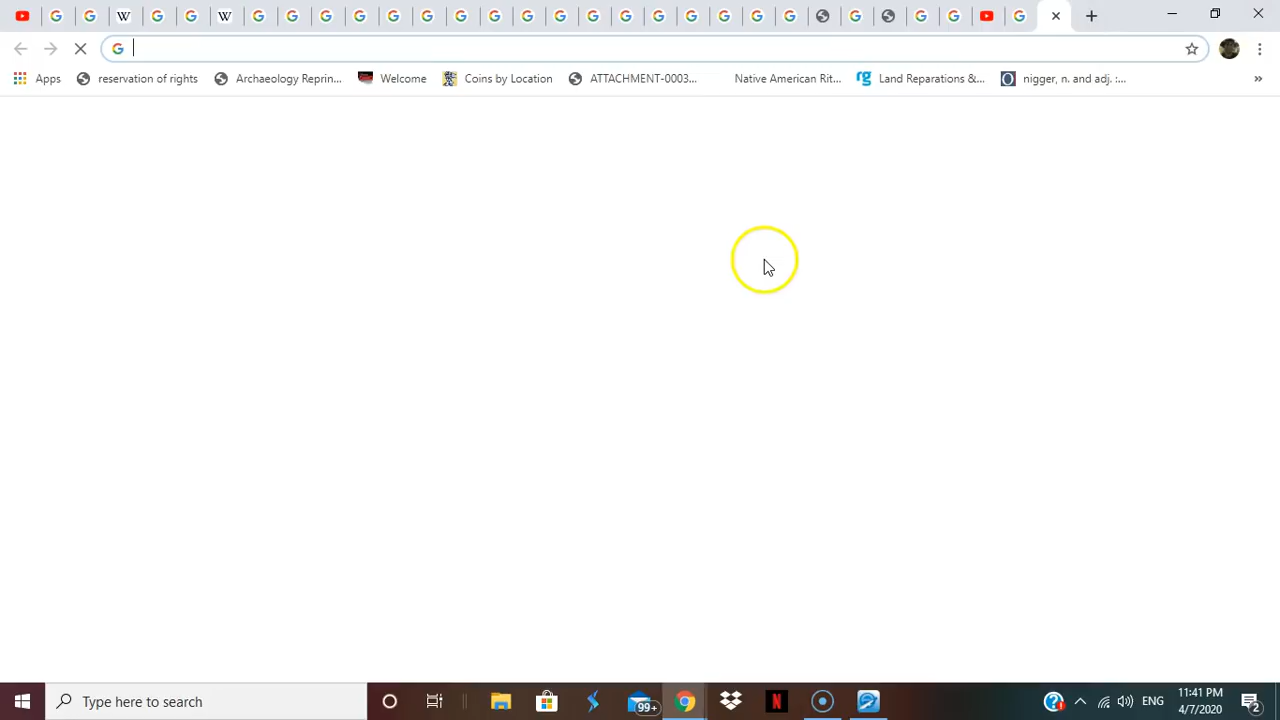 Apps reservation of rights Archaeology Reprin... Welcome Coins by Location ATTACHMENT-0003... Native American Rit... Land Reparations &... nigger, n. and adj. :... »
Type here to search 99+ ENG 11:41 PM
4/7/2020 2